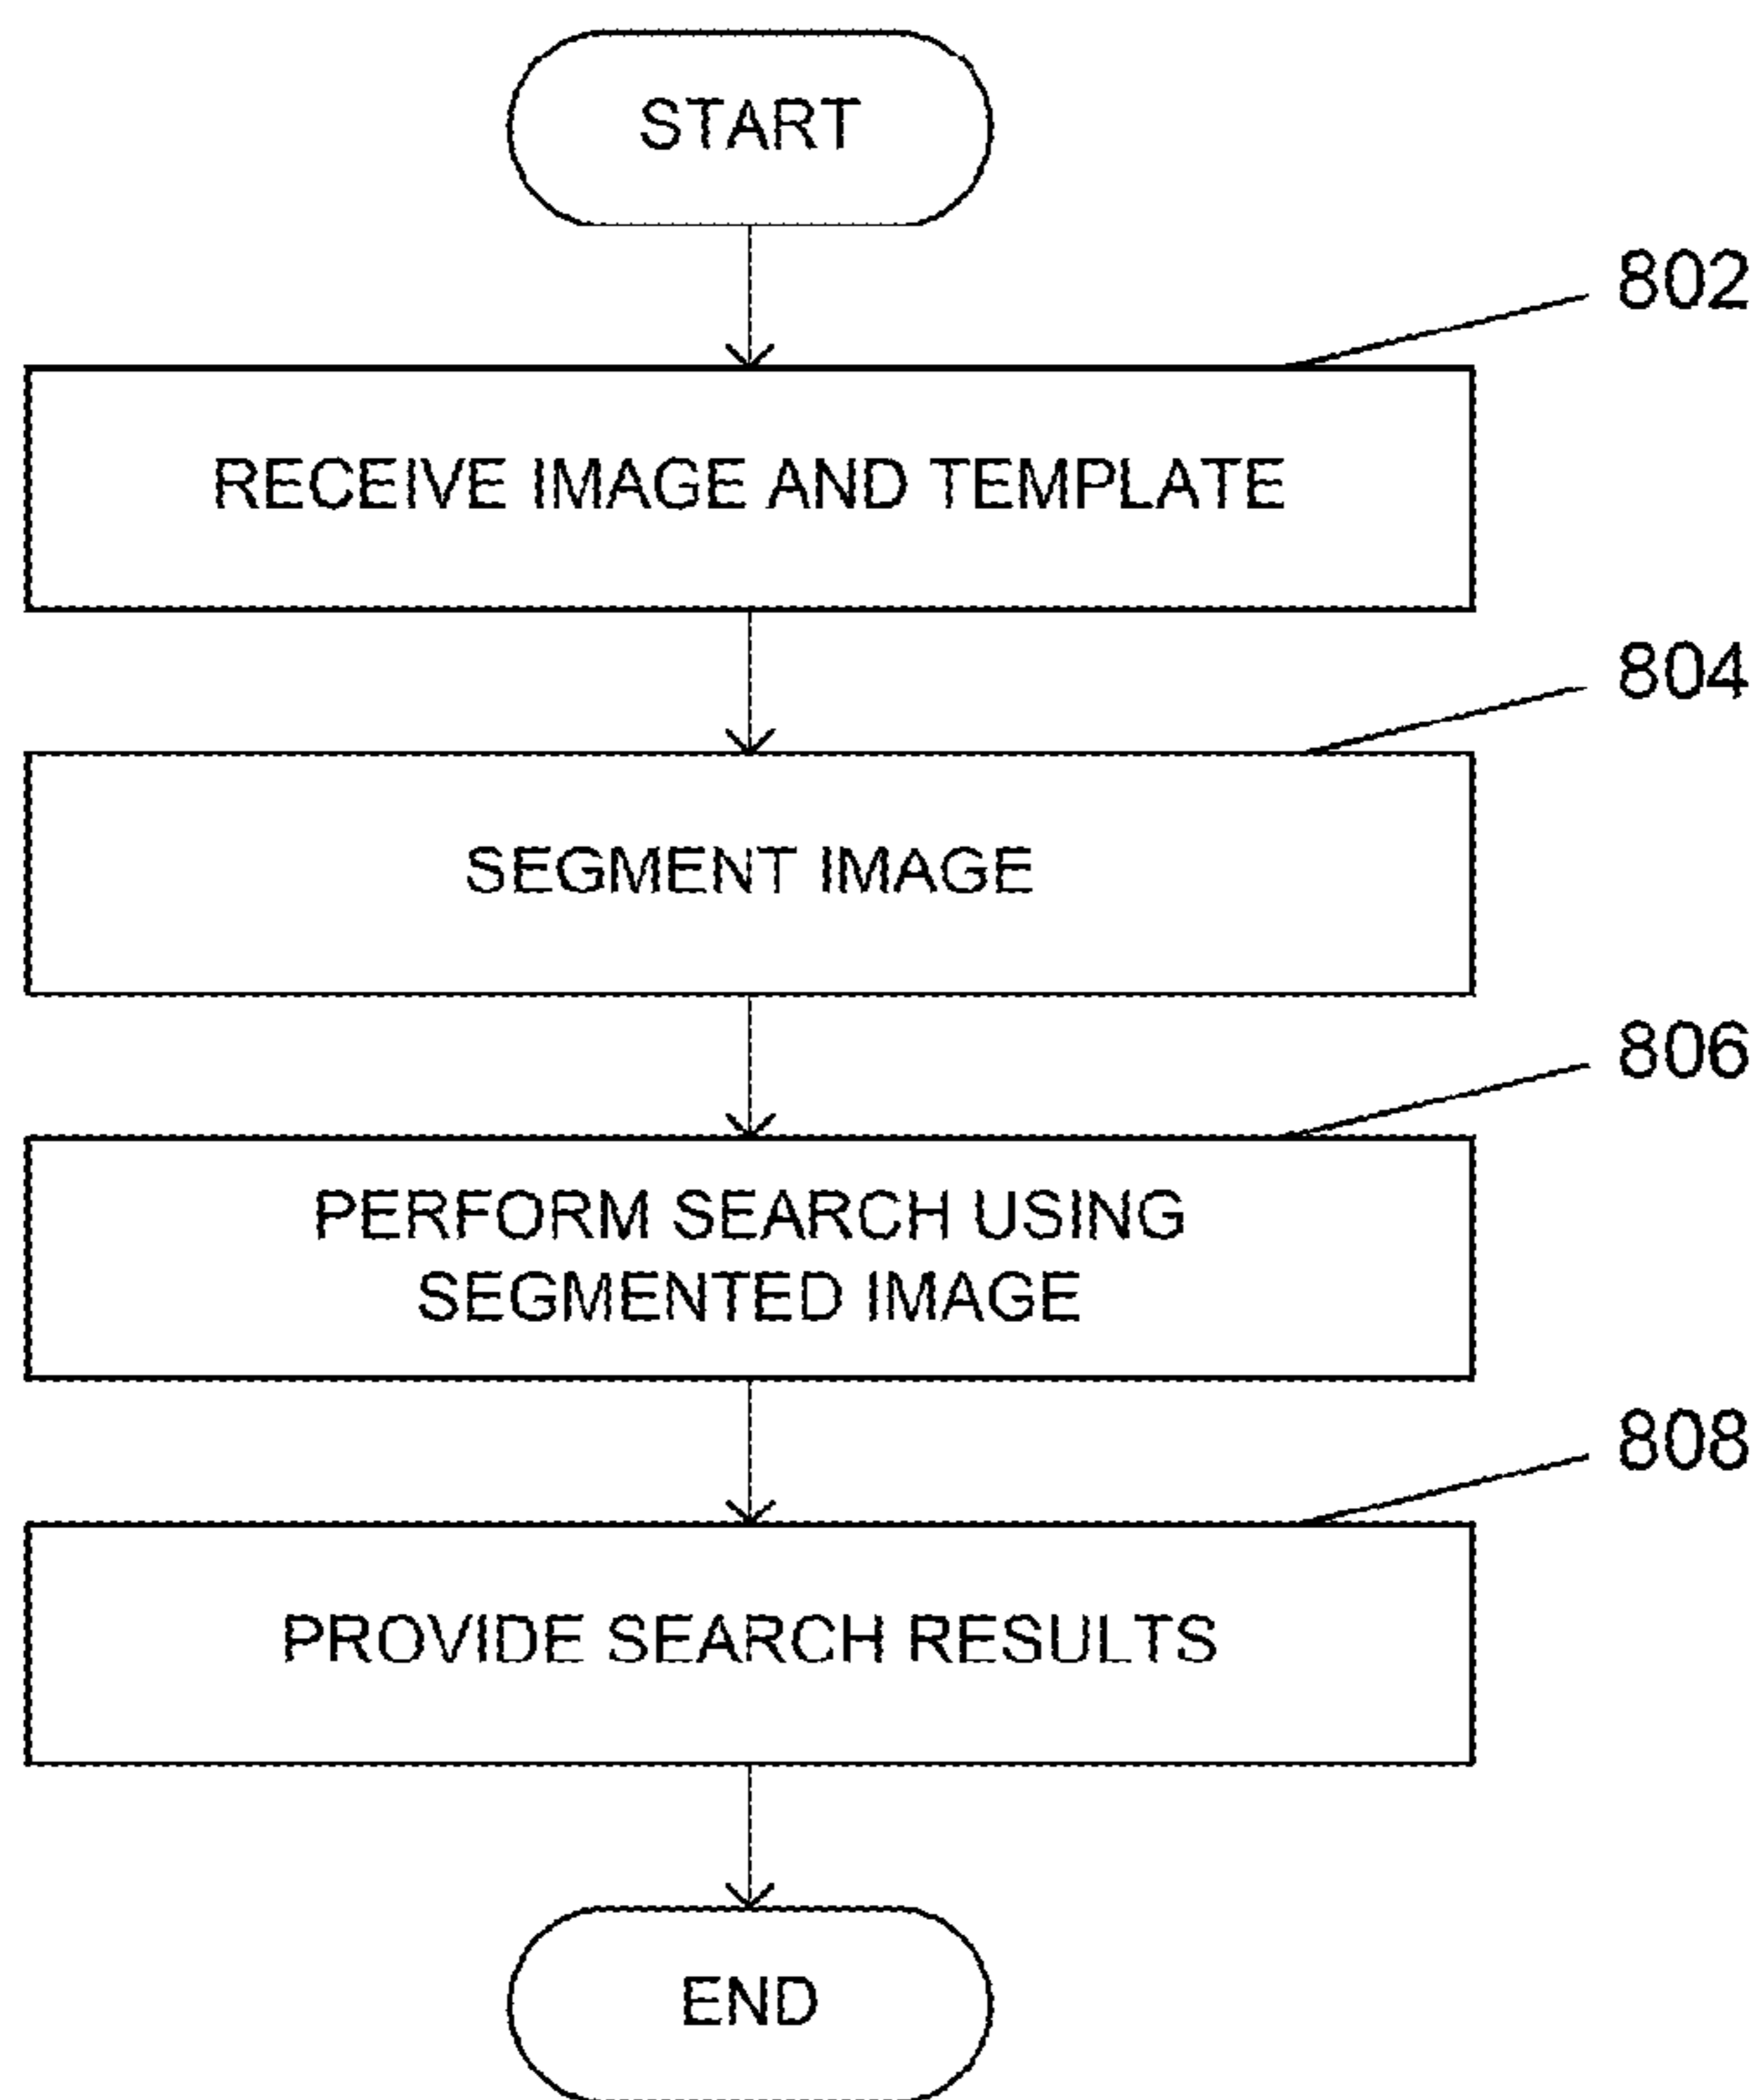 START
802
RECEIVE IMAGE AND TEMPLATE
804
SEGMENT IMAGE
806
PERFORM SEARCH USING
SEGMENTED IMAGE
808
PROVIDE SEARCH RESULTS
END